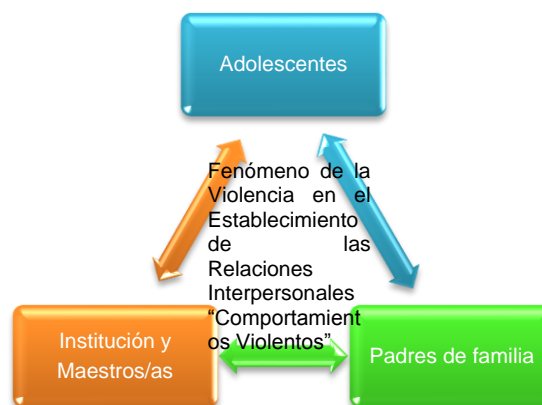 Adolescentes
Fenómeno de la
Violencia en el
Establecimiento
de las
Relaciones
Interpersonales
“Comportamient
os Violentos”
Institución y
Maestros/as
Padres de familia